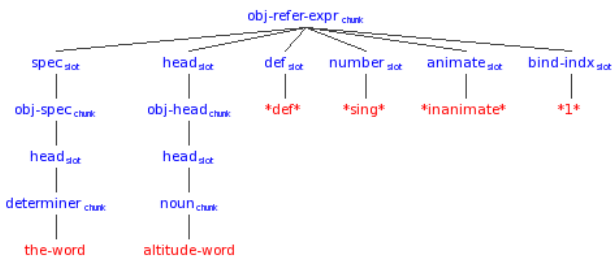 obj-refer-expr chunk
spec slot head slot def slot number slot animate slot bind-indx slot
obj-spec chunk obj-head chunk *def* *sing* *inanimate* *1*
head slot head slot
determiner chunk noun chunk
the-word altitude-word